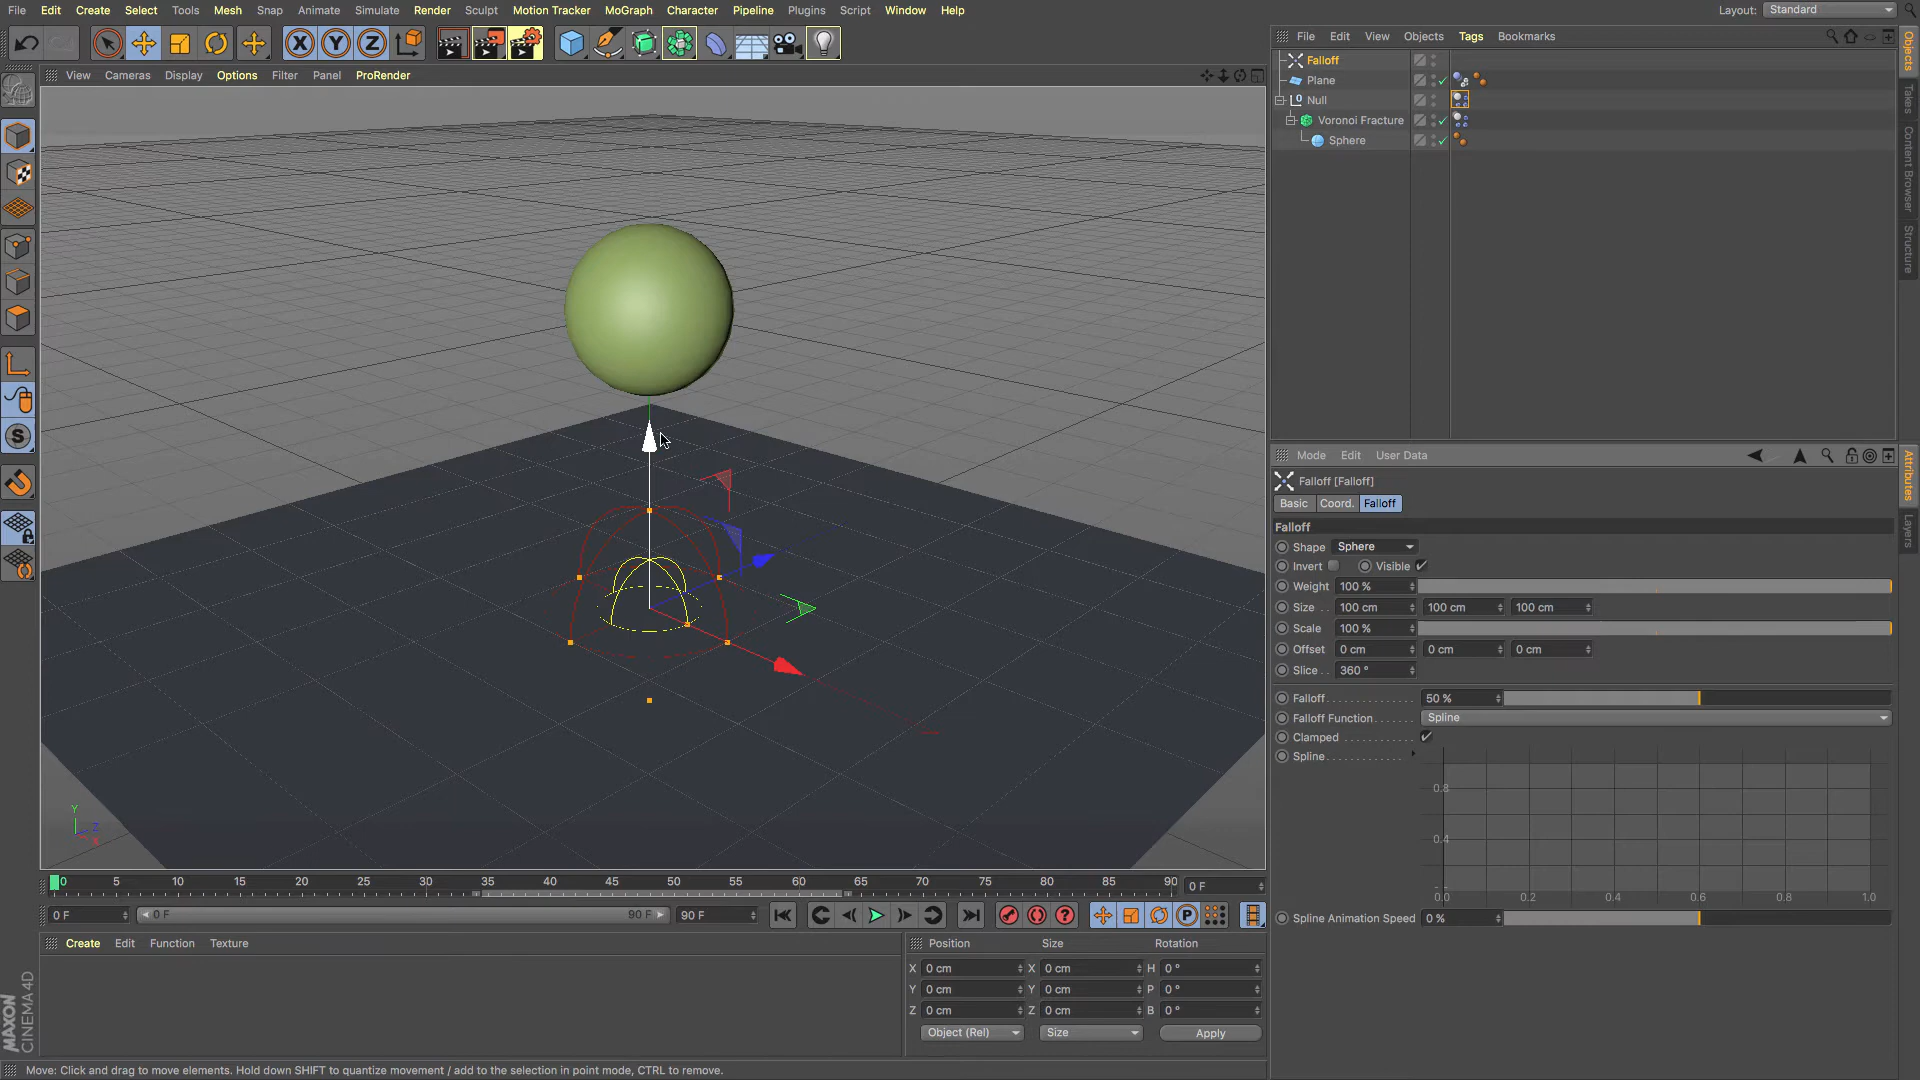 File Edit Create Select Tools Mesh Snap Animate Simulate Render Sculpt Motion Tracker MoGraph Character Pipeline Plugins Script Window Help Layout: Standard
X Y Z
File Edit View Objects Tags Bookmarks
View Cameras Display Options Filter Panel ProRender
Falloff
Plane
Null
Voronoi Fracture
Sphere
Objects
Takes
Content Browser
Structure
S
Mode Edit User Data
Falloff [Falloff]
Basic Coord. Falloff
Falloff
Shape Sphere
Invert Visible
Weight 100 %
Size 100 cm 100 cm 100 cm
Scale 100 %
Offset 0 cm 0 cm 0 cm
Slice 360 °
Falloff 50 %
Falloff Function Spline
Clamped
Spline
0.8
0.4
0.0 0.2 0.4 0.6 0.8 1.0
Spline Animation Speed 0 %
Attributes
Layers
Y
Z
X
0 5 10 15 20 25 30 35 40 45 50 55 60 65 70 75 80 85 90 0 F
0 F 0 F 90 F 90 F
P
Create Edit Function Texture
Position Size Rotation
X 0 cm X 0 cm H 0 °
Y 0 cm Y 0 cm P 0 °
Z 0 cm Z 0 cm B 0 °
Object (Rel) Size Apply
MAXON
CINEMA 4D
Move: Click and drag to move elements. Hold down SHIFT to quantize movement / add to the selection in point mode, CTRL to remove.